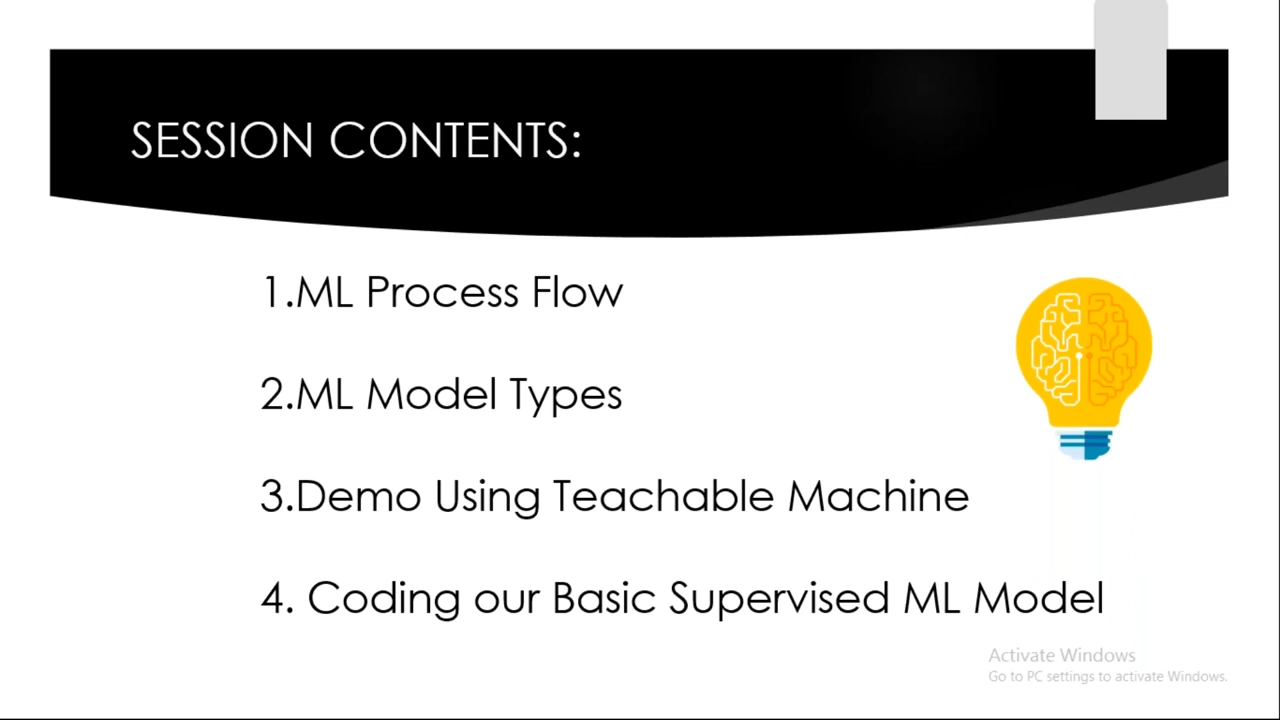 SESSION CONTENTS:
1.ML Process Flow
2.ML Model Types
3.Demo Using Teachable Machine
4. Coding our Basic Supervised ML Model
Activate Windows
Go to PC settings to activate Windows.